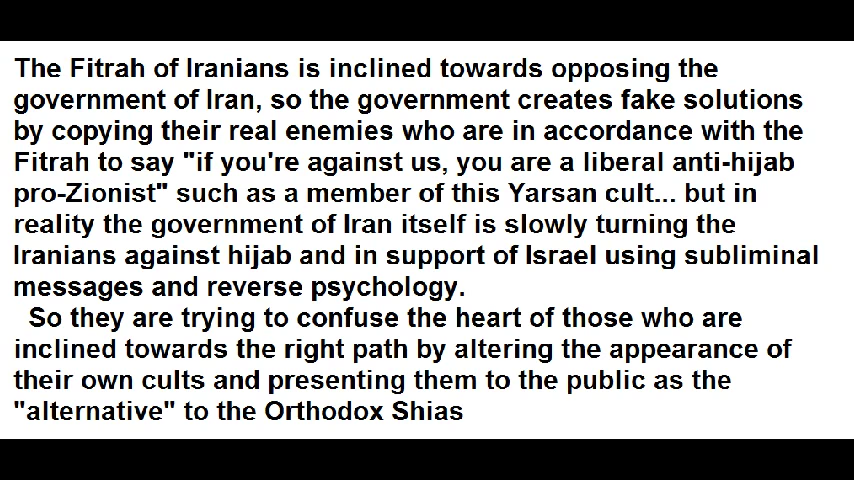 The Fitrah of Iranians is inclined towards opposing the
government of Iran, so the government creates fake solutions
by copying their real enemies who are in accordance with the
Fitrah to say "if you're against us, you are a liberal anti-hijab
pro-Zionist" such as a member of this Yarsan cult... but in
reality the government of Iran itself is slowly turning the
Iranians against hijab and in support of Israel using subliminal
messages and reverse psychology.
So they are trying to confuse the heart of those who are
inclined towards the right path by altering the appearance of
their own cults and presenting them to the public as the
"alternative" to the Orthodox Shias